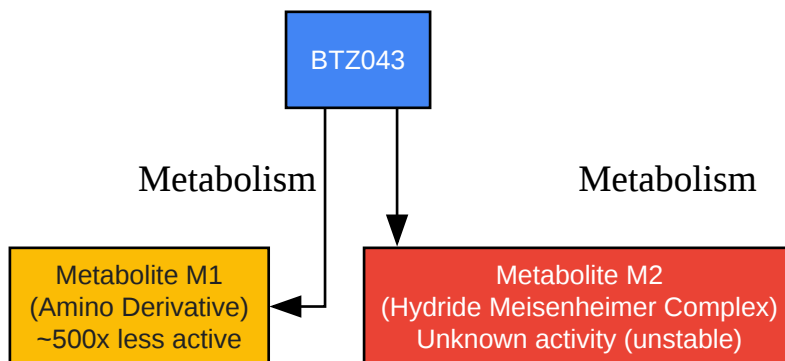 BTZ043
Metabolism
Metabolism
Metabolite M1
(Amino Derivative)
~500x less active
Metabolite M2
(Hydride Meisenheimer Complex)
Unknown activity (unstable)